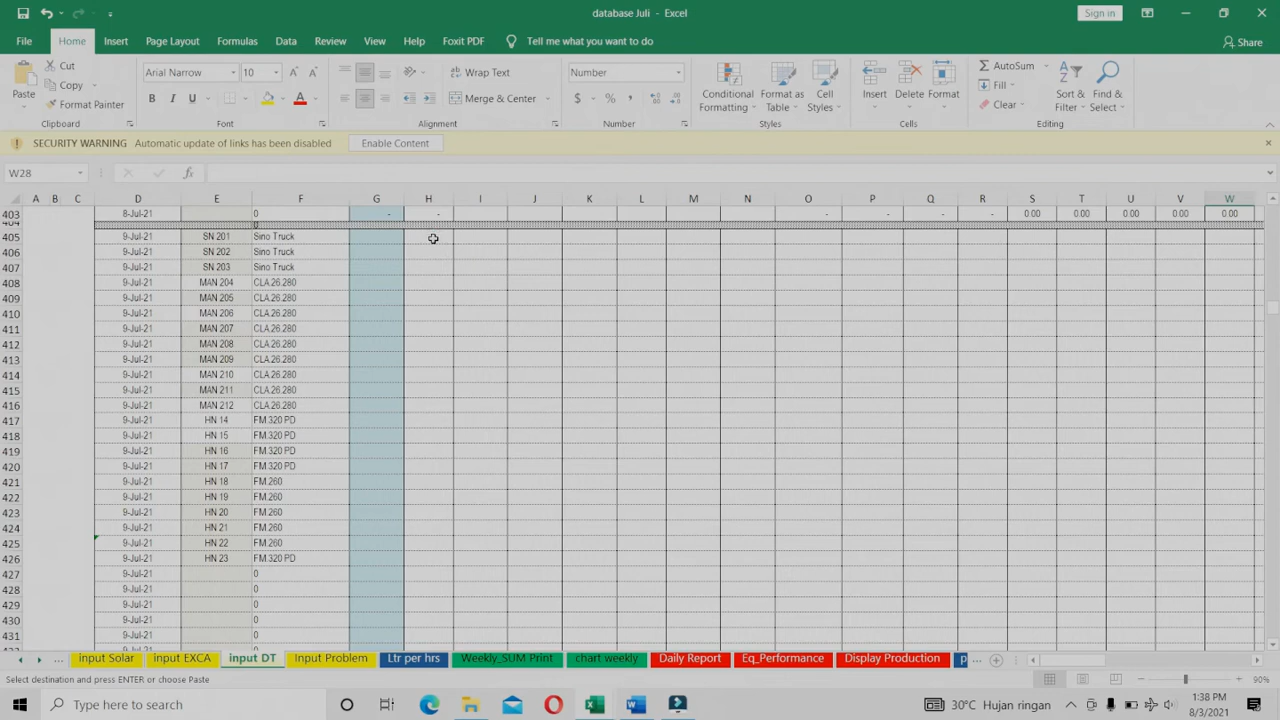 database Juli - Excel
Sign in
File Home Insert Page Layout Formulas Data Review View Help Foxit PDF Tell me what you want to do Share
Paste Cut Copy Format Painter Clipboard
Arial Narrow 10 B I U A Font
Wrap Text Merge & Center Alignment
Number $ % , Number
Conditional Formatting Format as Table Cell Styles Styles
Insert Delete Format Cells
AutoSum Fill Clear Sort & Filter Find & Select Editing
SECURITY WARNING Automatic update of links has been disabled Enable Content
W28 fx
A B C D E F G H I J K L M N O P Q R S T U V W
403 8-Jul-21 0 - - - - - - 0.00 0.00 0.00 0.00 0.00
404 0
405 9-Jul-21 SN 201 Sino Truck
406 9-Jul-21 SN 202 Sino Truck
407 9-Jul-21 SN 203 Sino Truck
408 9-Jul-21 MAN 204 CLA.26.280
409 9-Jul-21 MAN 205 CLA.26.280
410 9-Jul-21 MAN 206 CLA.26.280
411 9-Jul-21 MAN 207 CLA.26.280
412 9-Jul-21 MAN 208 CLA.26.280
413 9-Jul-21 MAN 209 CLA.26.280
414 9-Jul-21 MAN 210 CLA.26.280
415 9-Jul-21 MAN 211 CLA.26.280
416 9-Jul-21 MAN 212 CLA.26.280
417 9-Jul-21 HN 14 FM.320 PD
418 9-Jul-21 HN 15 FM.320 PD
419 9-Jul-21 HN 16 FM.320 PD
420 9-Jul-21 HN 17 FM.320 PD
421 9-Jul-21 HN 18 FM.260
422 9-Jul-21 HN 19 FM.260
423 9-Jul-21 HN 20 FM.260
424 9-Jul-21 HN 21 FM.260
425 9-Jul-21 HN 22 FM.260
426 9-Jul-21 HN 23 FM.320 PD
427 9-Jul-21 0
428 9-Jul-21 0
429 9-Jul-21 0
430 9-Jul-21 0
431 9-Jul-21 0
... input Solar input EXCA input DT Input Problem Ltr per hrs Weekly_SUM Print chart weekly Daily Report Eq_Performance Display Production p ...
Select destination and press ENTER or choose Paste 90%
Type here to search 30°C Hujan ringan 1:38 PM
8/3/2021